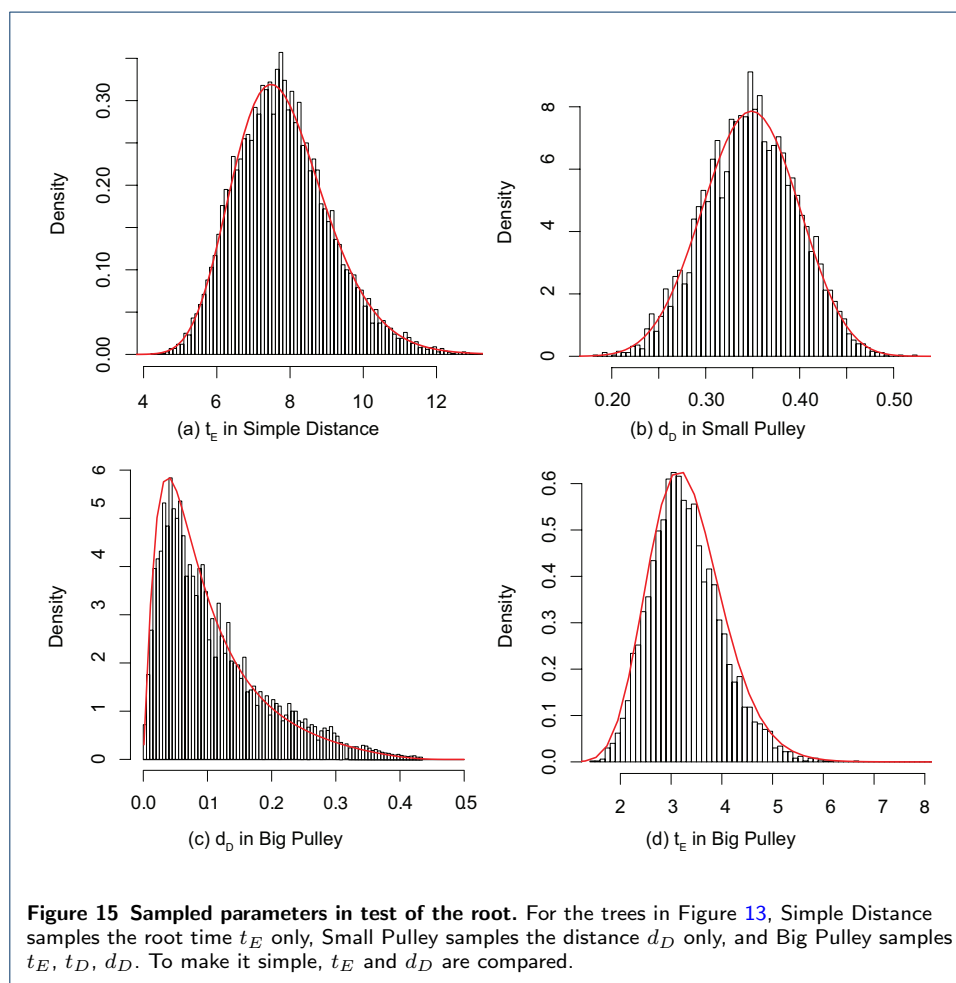 Density
0.00
0.10
0.20
0.30
4 6 8 10 12
(a) t_E in Simple Distance
Density
0 2 4 6 8
0.20 0.30 0.40 0.50
(b) d_D in Small Pulley
Density
0 1 2 3 4 5 6
0.0 0.1 0.2 0.3 0.4 0.5
(c) d_D in Big Pulley
Density
0.0 0.1 0.2 0.3 0.4 0.5 0.6
2 3 4 5 6 7 8
(d) t_E in Big Pulley
Figure 15 Sampled parameters in test of the root. For the trees in Figure 13, Simple Distance
samples the root time t_E only, Small Pulley samples the distance d_D only, and Big Pulley samples
t_E, t_D, d_D. To make it simple, t_E and d_D are compared.